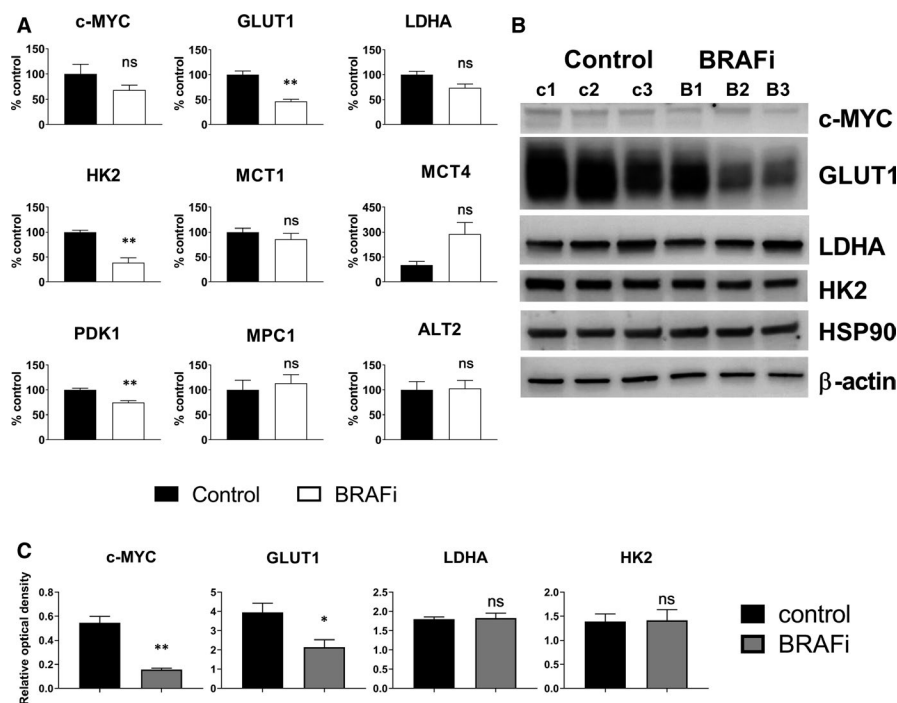 A
c-MYC
GLUT1
LDHA
% control
150
100
50
0
ns
% control
150
100
50
0
**
% control
150
100
50
0
ns
HK2
MCT1
MCT4
% control
150
100
50
0
**
% control
150
100
50
0
ns
% control
450
300
150
0
ns
PDK1
MPC1
ALT2
% control
150
100
50
0
**
% control
150
100
50
0
ns
% control
150
100
50
0
ns
Control BRAFi
B
Control BRAFi
c1 c2 c3 B1 B2 B3
c-MYC
GLUT1
LDHA
HK2
HSP90
β-actin
C
c-MYC
GLUT1
LDHA
HK2
Relative optical density
0.8
0.6
0.4
0.2
0.0
**
5
4
3
2
1
0
*
2.5
2.0
1.5
1.0
0.5
0.0
ns
2.0
1.5
1.0
0.5
0.0
ns
control
BRAFi